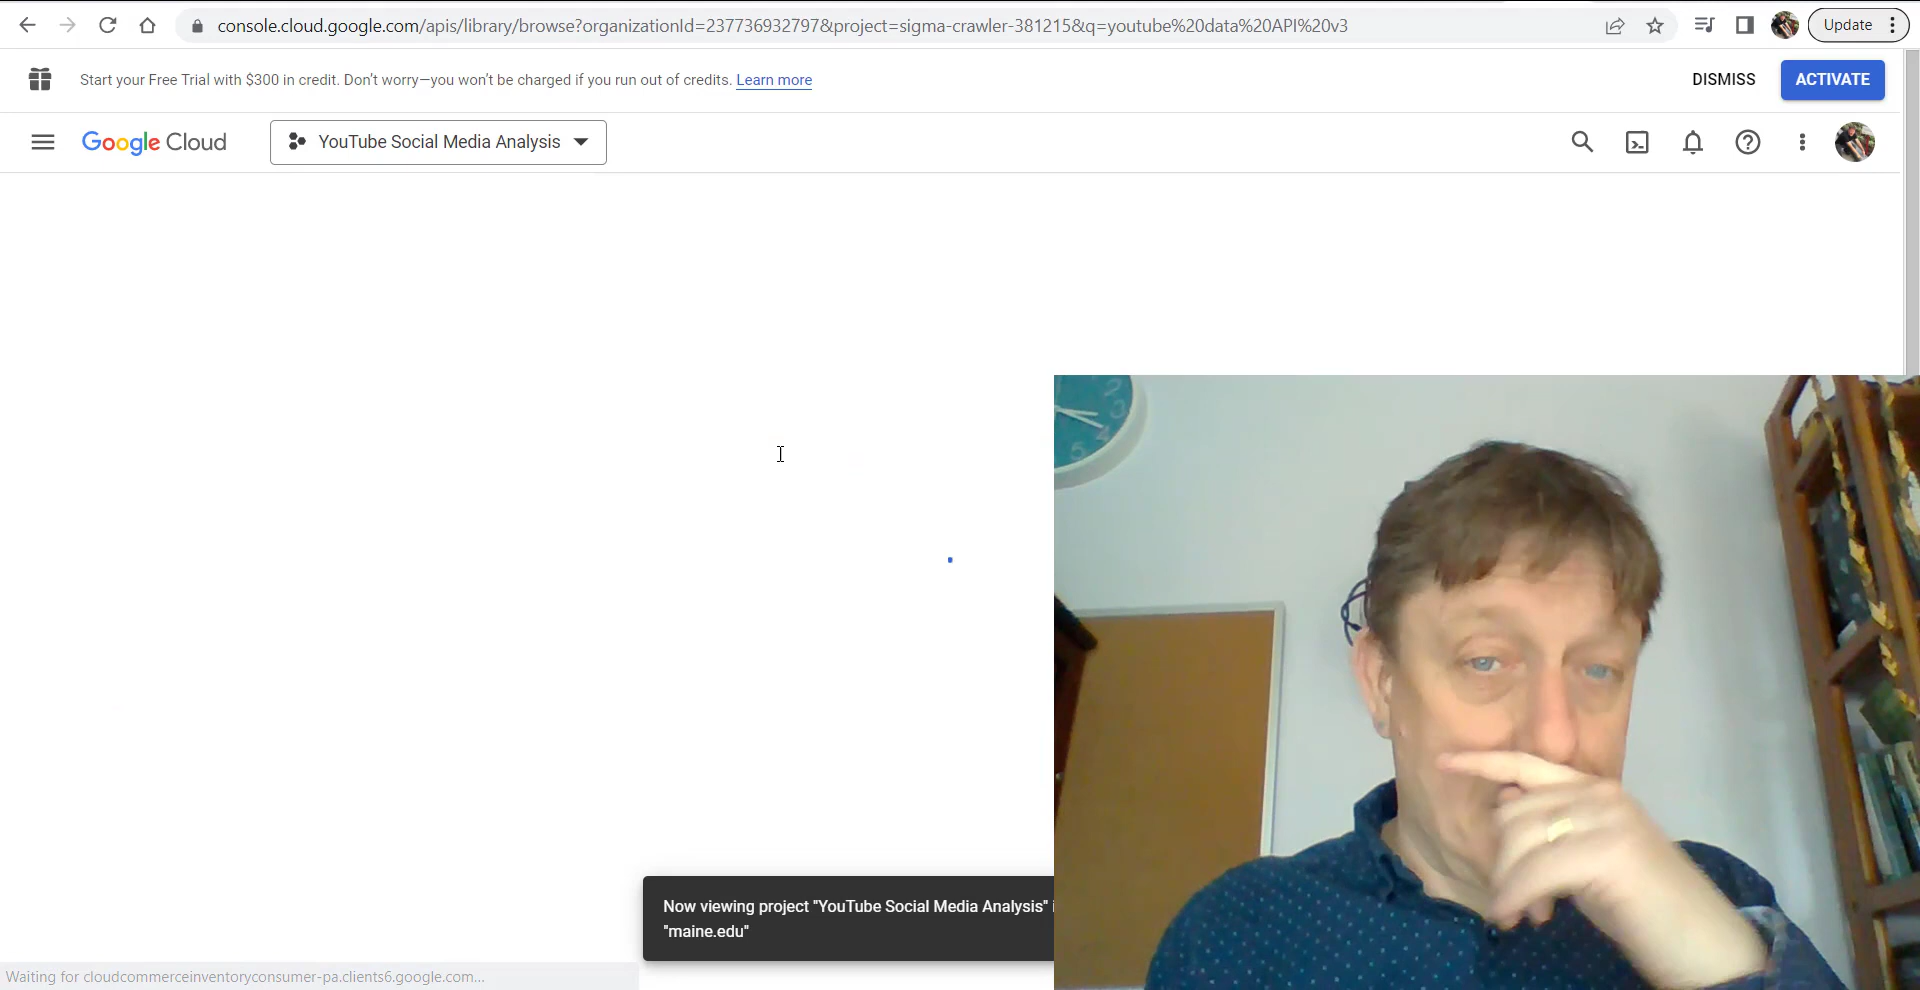 console.cloud.google.com/apis/library/browse?organizationId=237736932797&project=sigma-crawler-381215&q=youtube%20data%20API%20v3
Update
Start your Free Trial with $300 in credit. Don't worry—you won't be charged if you run out of credits. Learn more
DISMISS
ACTIVATE
Google Cloud
YouTube Social Media Analysis
Now viewing project "YouTube Social Media Analysis" i
"maine.edu"
Waiting for cloudcommerceinventoryconsumer-pa.clients6.google.com...